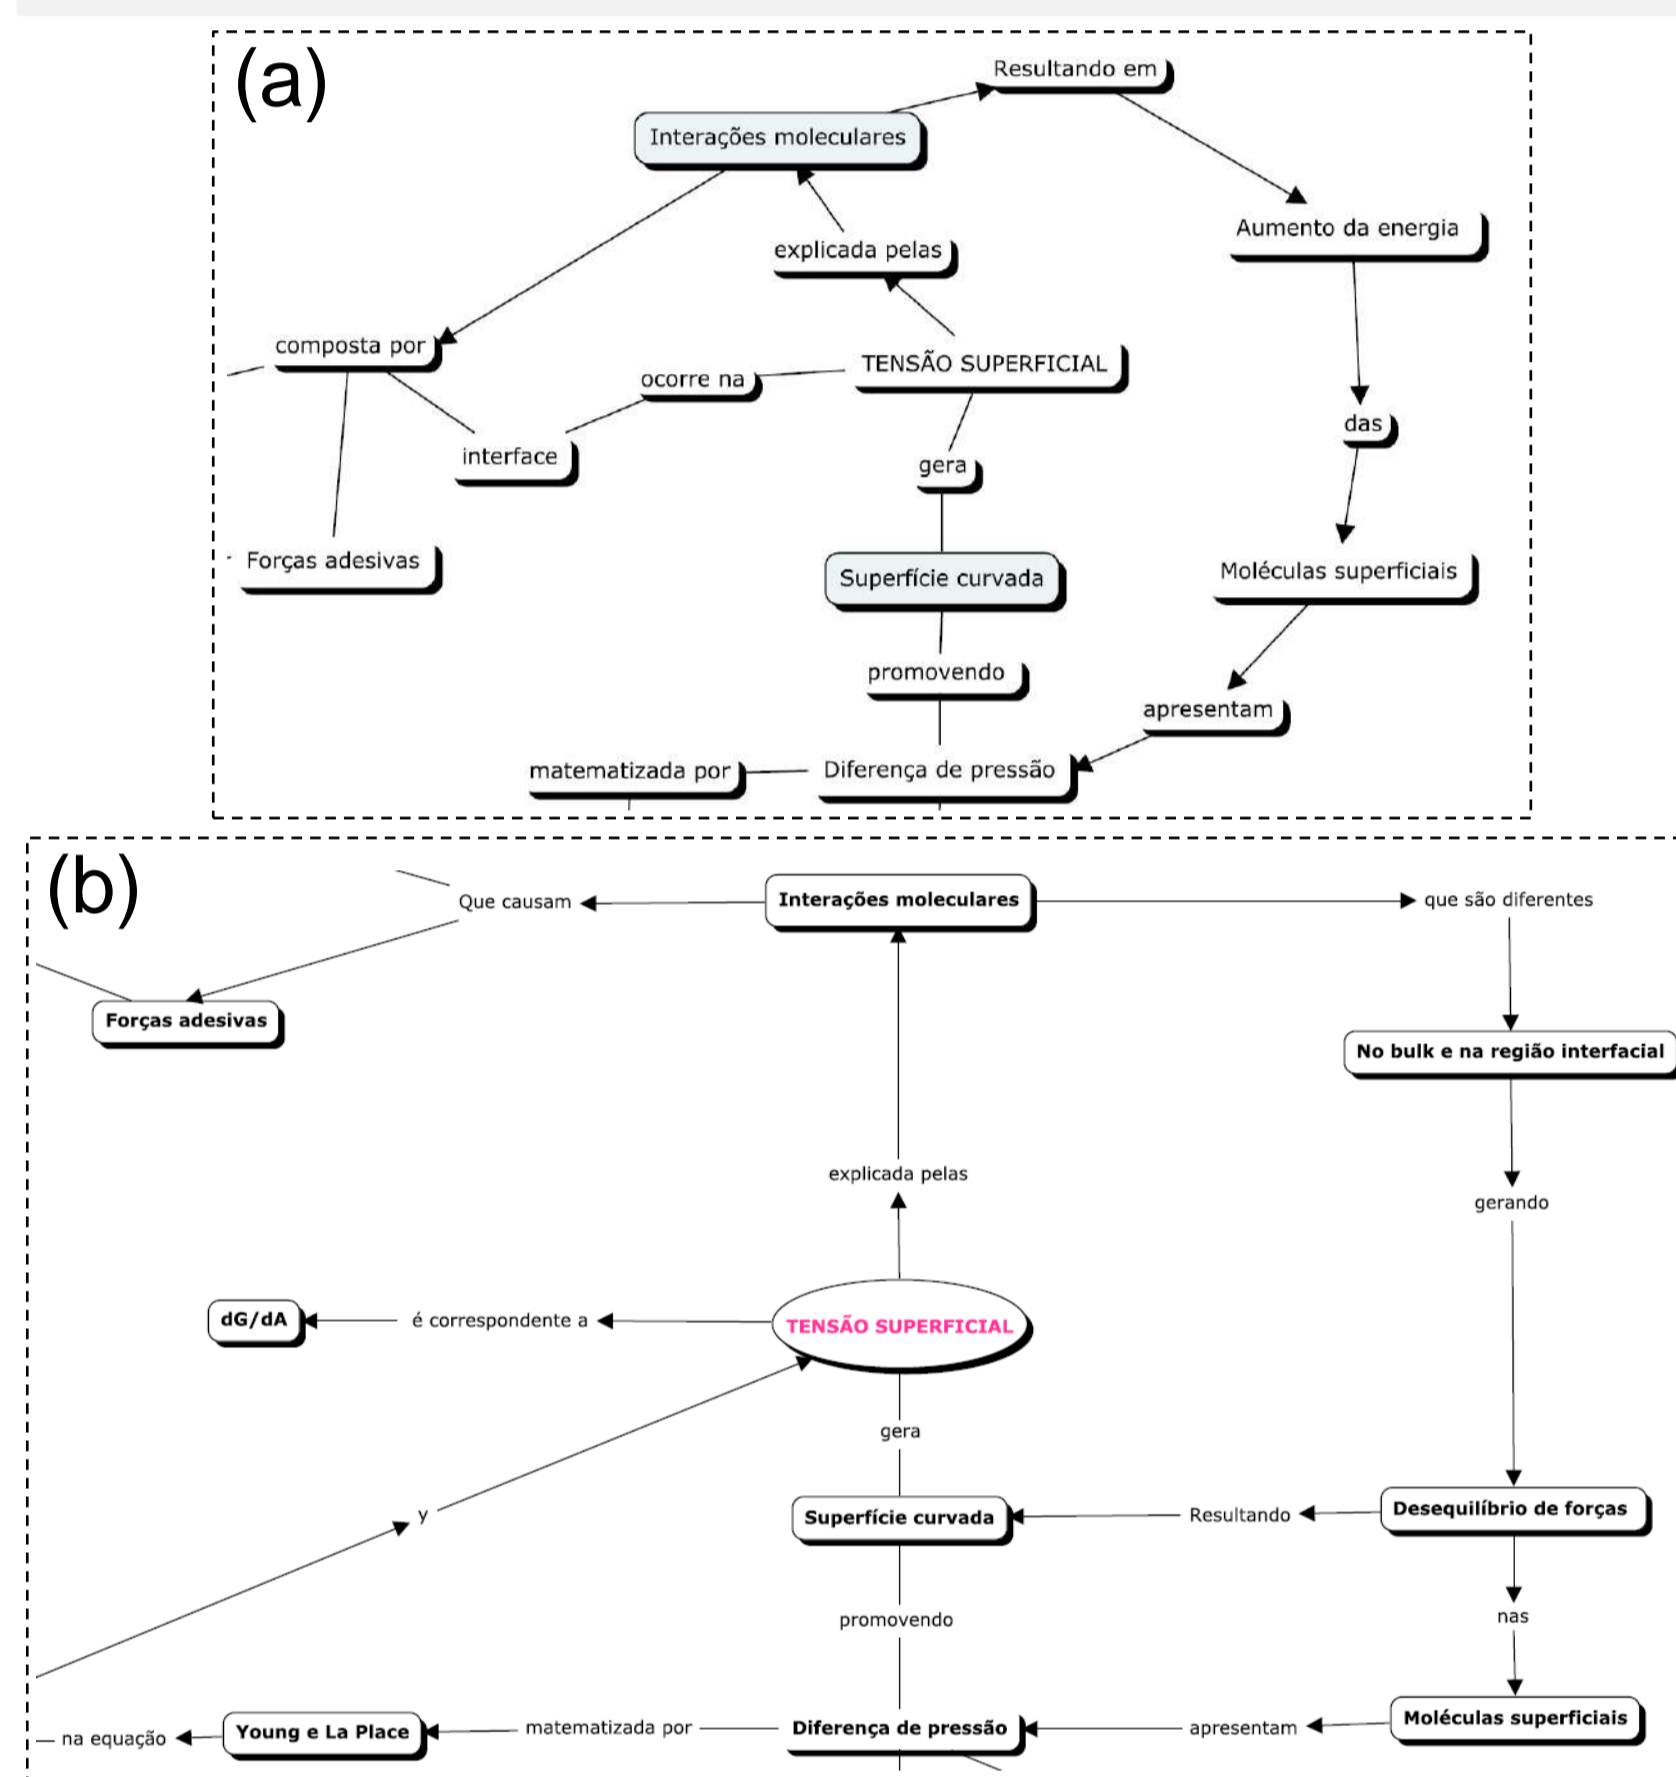 (a)
Resultando em
Interações moleculares
Aumento da energia
explicada pelas
composta por
TENSÃO SUPERFICIAL
ocorre na
das
interface
gera
Forças adesivas
Superfície curvada
Moléculas superficiais
promovendo
apresentam
matematizada por
Diferença de pressão
(b)
Que causam
Interações moleculares
que são diferentes
Forças adesivas
No bulk e na região interfacial
explicada pelas
gerando
dG/dA
é correspondente a
TENSÃO SUPERFICIAL
gera
y
Superfície curvada
Resultando
Desequilíbrio de forças
promovendo
nas
na equação
Young e La Place
matematizada por
Diferença de pressão
apresentam
Moléculas superficiais